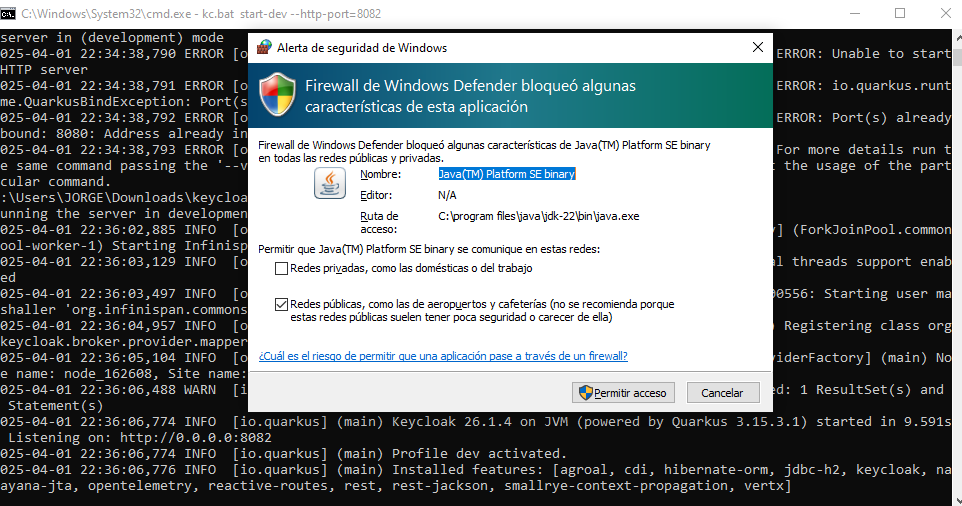 C:\Windows\System32\cmd.exe - kc.bat start-dev --http-port=8082
server in (development) mode
025-04-01 22:34:38,790 ERROR [o ERROR: Unable to start
HTTP server
025-04-01 22:34:38,791 ERROR [o ERROR: io.quarkus.runt
me.QuarkusBindException: Port(s
025-04-01 22:34:38,792 ERROR [o ERROR: Port(s) already
bound: 8080: Address already in
025-04-01 22:34:38,793 ERROR [o For more details run t
e same command passing the '--v t the usage of the part
cular command.
:\Users\JORGE\Downloads\keycloa
unning the server in developmen
025-04-01 22:36:02,885 INFO [o ] (ForkJoinPool.common
ool-worker-1) Starting Infinisp
025-04-01 22:36:03,129 INFO [o al threads support enab
ed
025-04-01 22:36:03,497 INFO [o 00556: Starting user ma
shaller 'org.infinispan.commons
025-04-01 22:36:04,957 INFO [o ) Registering class org
keycloak.broker.provider.mapper
025-04-01 22:36:05,104 INFO [o viderFactory] (main) No
e name: node_162608, Site name:
025-04-01 22:36:06,488 WARN [i ed: 1 ResultSet(s) and
Statement(s)
025-04-01 22:36:06,774 INFO [io.quarkus] (main) Keycloak 26.1.4 on JVM (powered by Quarkus 3.15.3.1) started in 9.591s
Listening on: http://0.0.0.0:8082
025-04-01 22:36:06,774 INFO [io.quarkus] (main) Profile dev activated.
025-04-01 22:36:06,776 INFO [io.quarkus] (main) Installed features: [agroal, cdi, hibernate-orm, jdbc-h2, keycloak, na
ayana-jta, opentelemetry, reactive-routes, rest, rest-jackson, smallrye-context-propagation, vertx]
Alerta de seguridad de Windows
Firewall de Windows Defender bloqueó algunas
características de esta aplicación
Firewall de Windows Defender bloqueó algunas características de Java(TM) Platform SE binary
en todas las redes públicas y privadas.
Nombre: Java(TM) Platform SE binary
Editor: N/A
Ruta de C:\program files\java\jdk-22\bin\java.exe
acceso:
Permitir que Java(TM) Platform SE binary se comunique en estas redes:
Redes privadas, como las domésticas o del trabajo
Redes públicas, como las de aeropuertos y cafeterías (no se recomienda porque
estas redes públicas suelen tener poca seguridad o carecer de ella)
¿Cuál es el riesgo de permitir que una aplicación pase a través de un firewall?
Permitir acceso
Cancelar